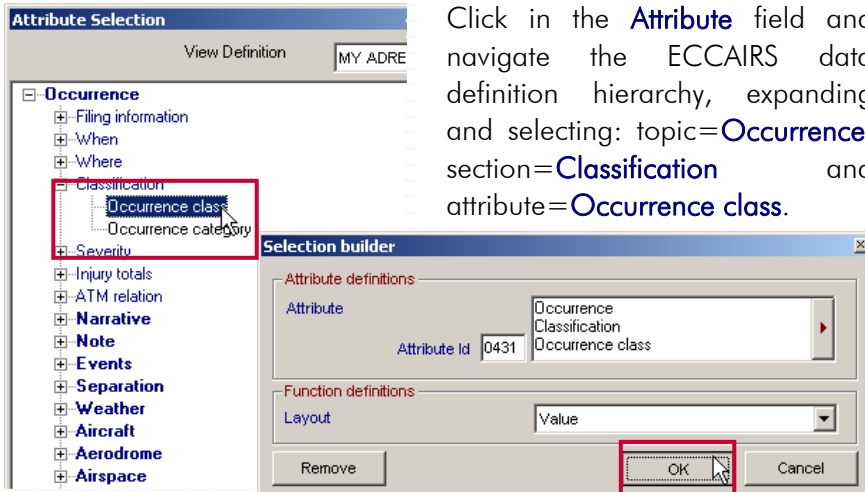 Attribute Selection
View Definition
MY ADRE
Occurrence
Filing information
When
Where
Classification
Occurrence class
Occurrence category
Severity
Injury totals
ATM relation
Narrative
Note
Events
Separation
Weather
Aircraft
Aerodrome
Airspace
Click in the Attribute field and
navigate the ECCAIRS data
definition hierarchy, expanding
and selecting: topic=Occurrence
section=Classification and
attribute=Occurrence class.
Selection builder
Attribute definitions
Attribute
Occurrence
Classification
Occurrence class
Attribute Id 0431
Function definitions
Layout Value
Remove OK Cancel